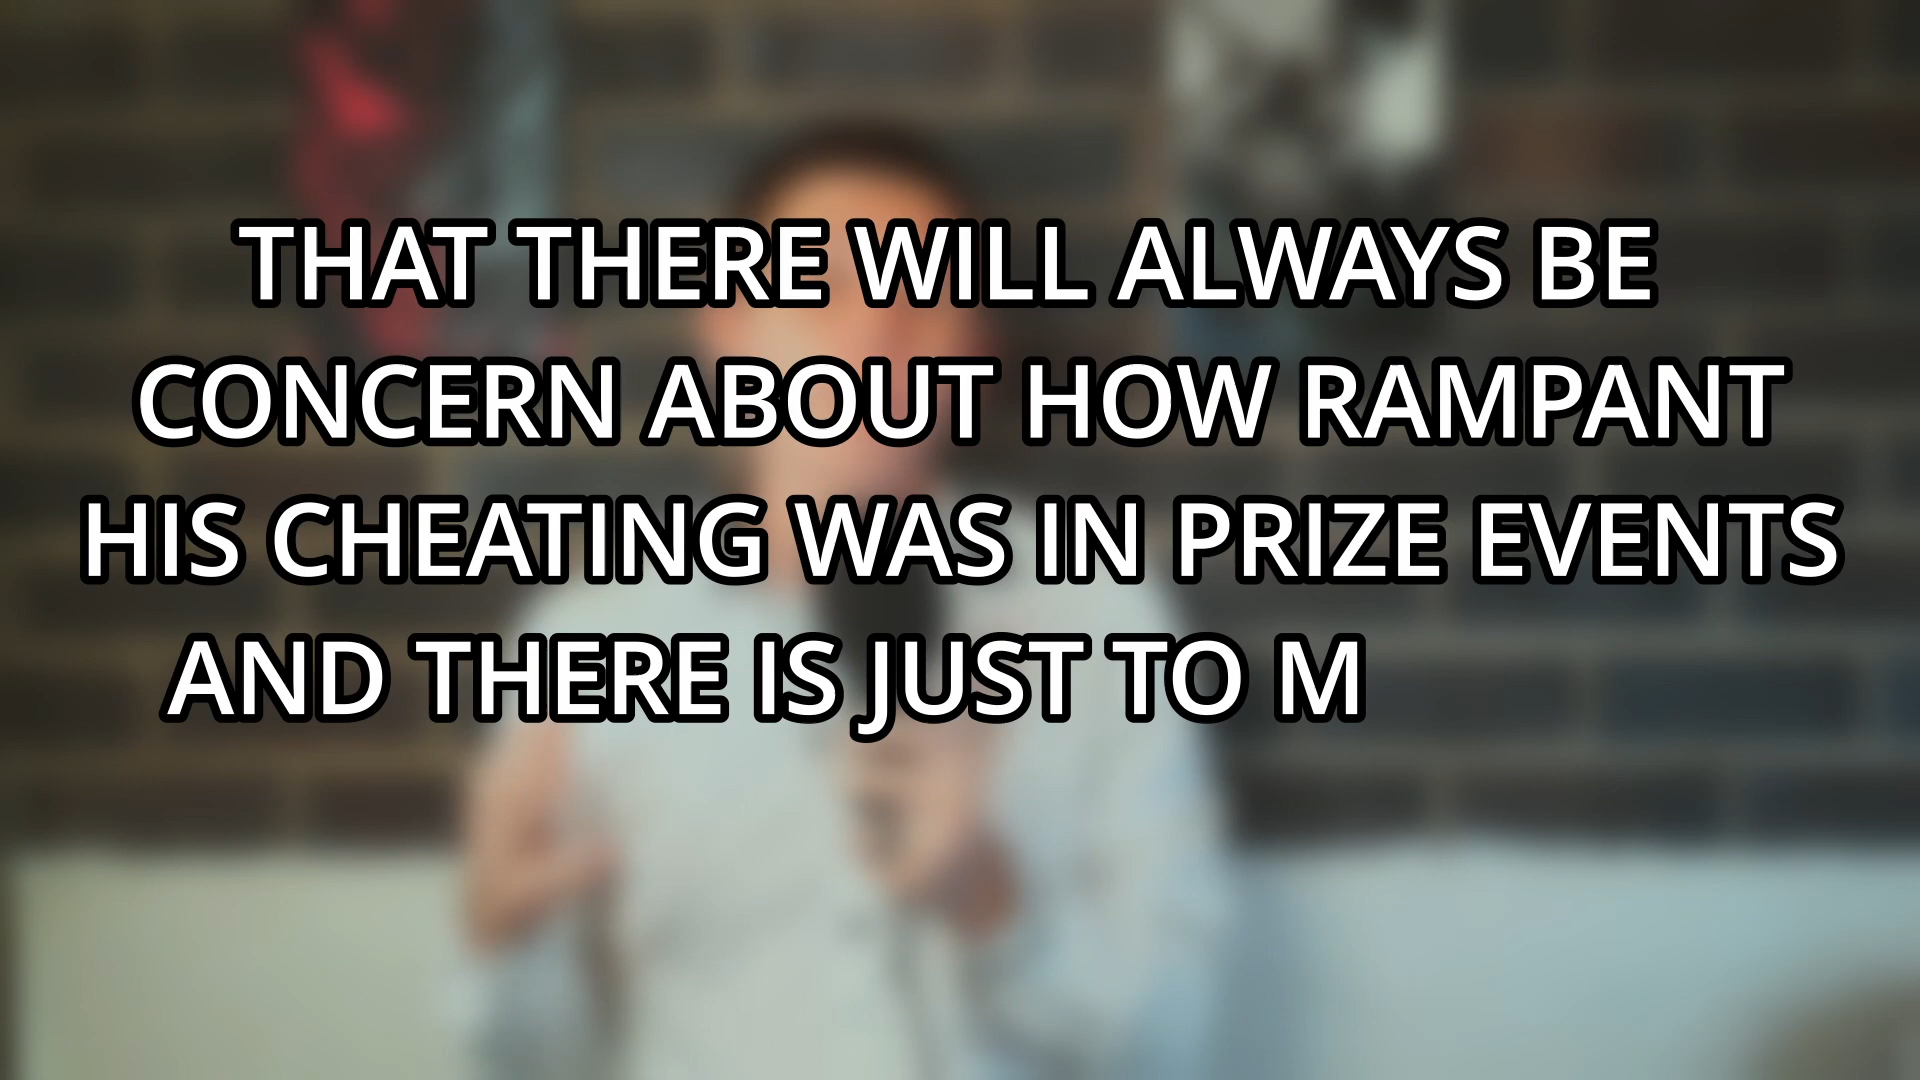 THAT THERE WILL ALWAYS BE
CONCERN ABOUT HOW RAMPANT
HIS CHEATING WAS IN PRIZE EVENTS
AND THERE IS JUST TO M